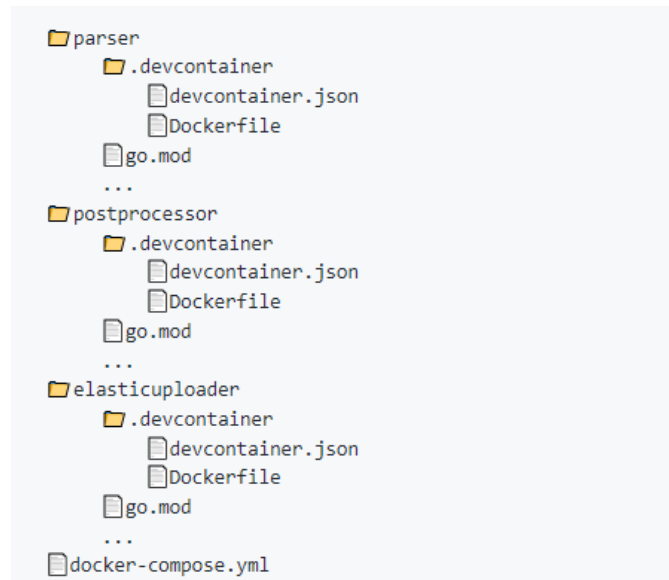 parser
.devcontainer
devcontainer.json
Dockerfile
go.mod
...
postprocessor
.devcontainer
devcontainer.json
Dockerfile
go.mod
...
elasticuploader
.devcontainer
devcontainer.json
Dockerfile
go.mod
...
docker-compose.yml